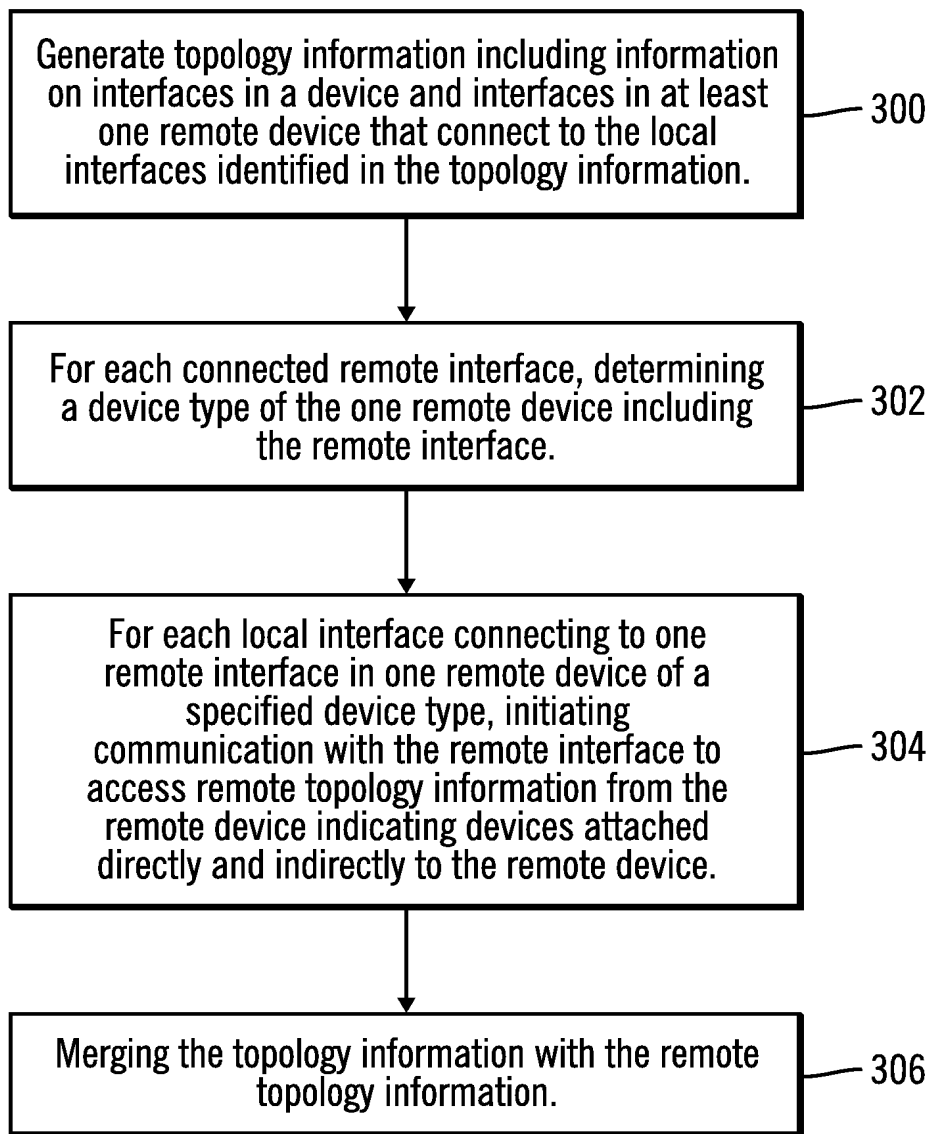 Generate topology information including information
on interfaces in a device and interfaces in at least
one remote device that connect to the local
interfaces identified in the topology information.
300
For each connected remote interface, determining
a device type of the one remote device including
the remote interface.
302
For each local interface connecting to one
remote interface in one remote device of a
specified device type, initiating
communication with the remote interface to
access remote topology information from the
remote device indicating devices attached
directly and indirectly to the remote device.
304
Merging the topology information with the remote
topology information.
306